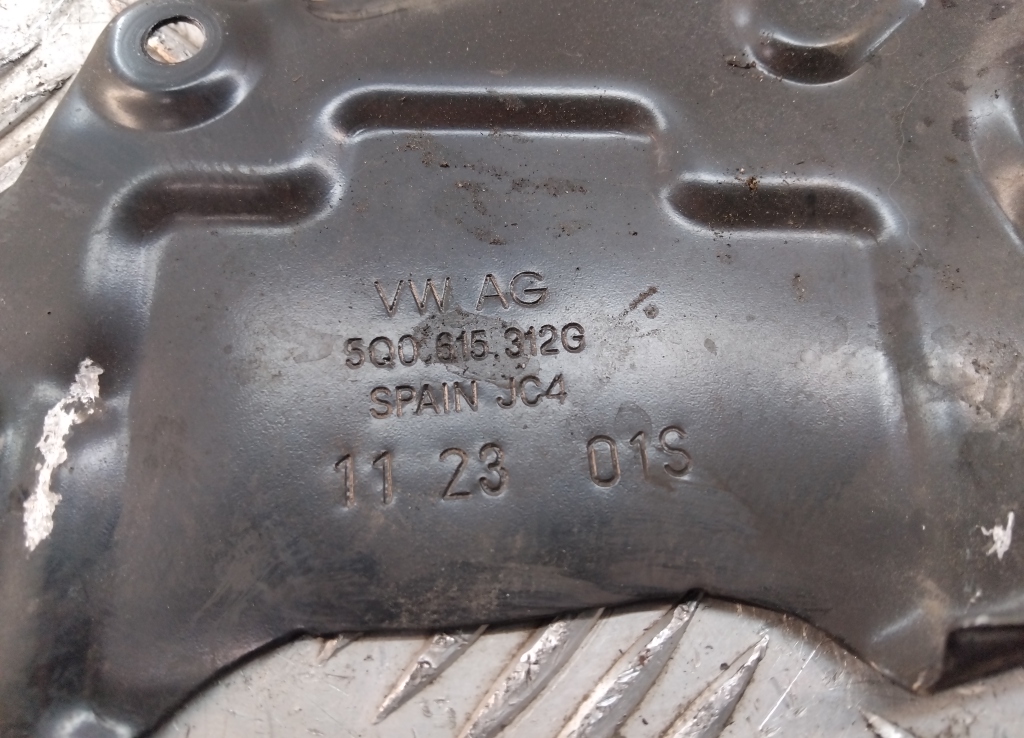 VW AG
5Q0.615.312G
SPAIN JC4
11 23 01S